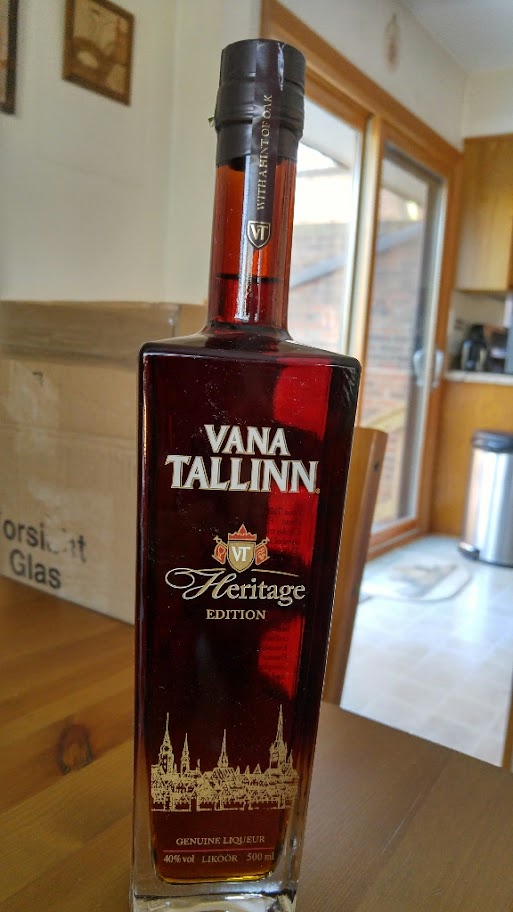 WITH A HINT OF OAK
VT
VANA
TALLINN
VT
Heritage
EDITION
GENUINE LIQUEUR
40% vol LIKÖÖR 500 ml
Glas